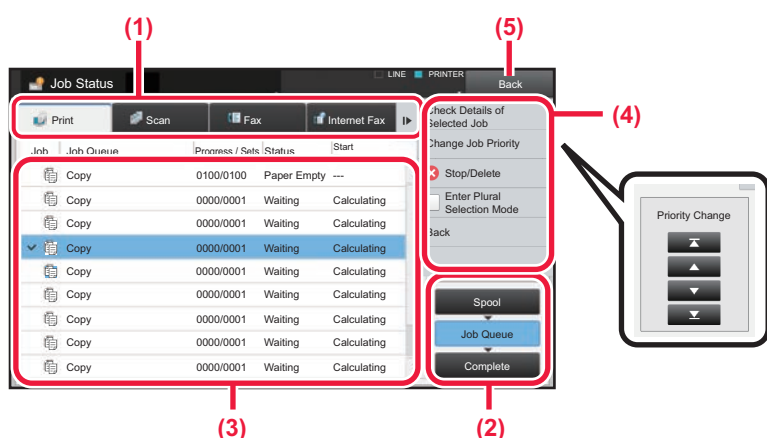 (1)
(5)
Job Status
LINE
PRINTER
Back
Print
Scan
Fax
Internet Fax
Check Details of
Selected Job
(4)
Job
Job Queue
Progress / Sets
Status
Start
Change Job Priority
Copy 0100/0100 Paper Empty ---
Stop/Delete
Copy 0000/0001 Waiting Calculating
Enter Plural
Selection Mode
Copy 0000/0001 Waiting Calculating
Back
Copy 0000/0001 Waiting Calculating
Copy 0000/0001 Waiting Calculating
Copy 0000/0001 Waiting Calculating
Copy 0000/0001 Waiting Calculating
Copy 0000/0001 Waiting Calculating
Copy 0000/0001 Waiting Calculating
Priority Change
Spool
Job Queue
Complete
(3)
(2)